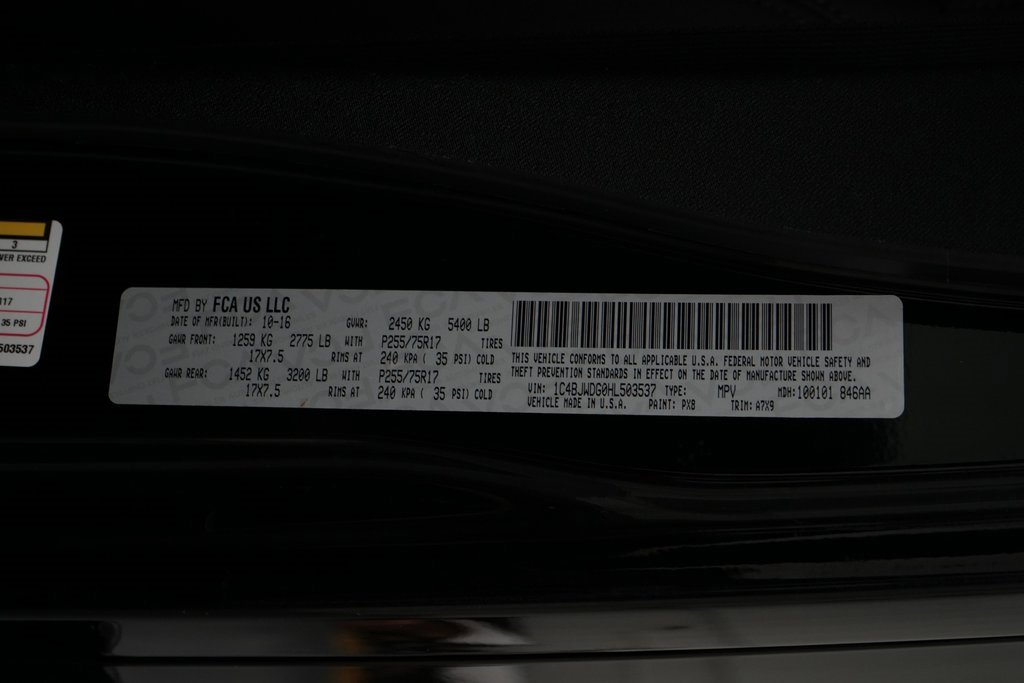 3
VER EXCEED
117
35 PSI
503537
MFD BY FCA US LLC
DATE OF MFR(BUILT): 10-16 GVWR: 2450 KG 5400 LB
GAWR FRONT: 1259 KG 2775 LB WITH P255/75R17 TIRES
17X7.5 RIMS AT 240 KPA ( 35 PSI) COLD
GAWR REAR: 1452 KG 3200 LB WITH P255/75R17 TIRES
17X7.5 RIMS AT 240 KPA ( 35 PSI) COLD
THIS VEHICLE CONFORMS TO ALL APPLICABLE U.S.A. FEDERAL MOTOR VEHICLE SAFETY AND
THEFT PREVENTION STANDARDS IN EFFECT ON THE DATE OF MANUFACTURE SHOWN ABOVE.
VIN: 1C4BJWDG0HL503537 TYPE: MPV MDH: 100101 846AA
VEHICLE MADE IN U.S.A. PAINT: PX8 TRIM: A7X9